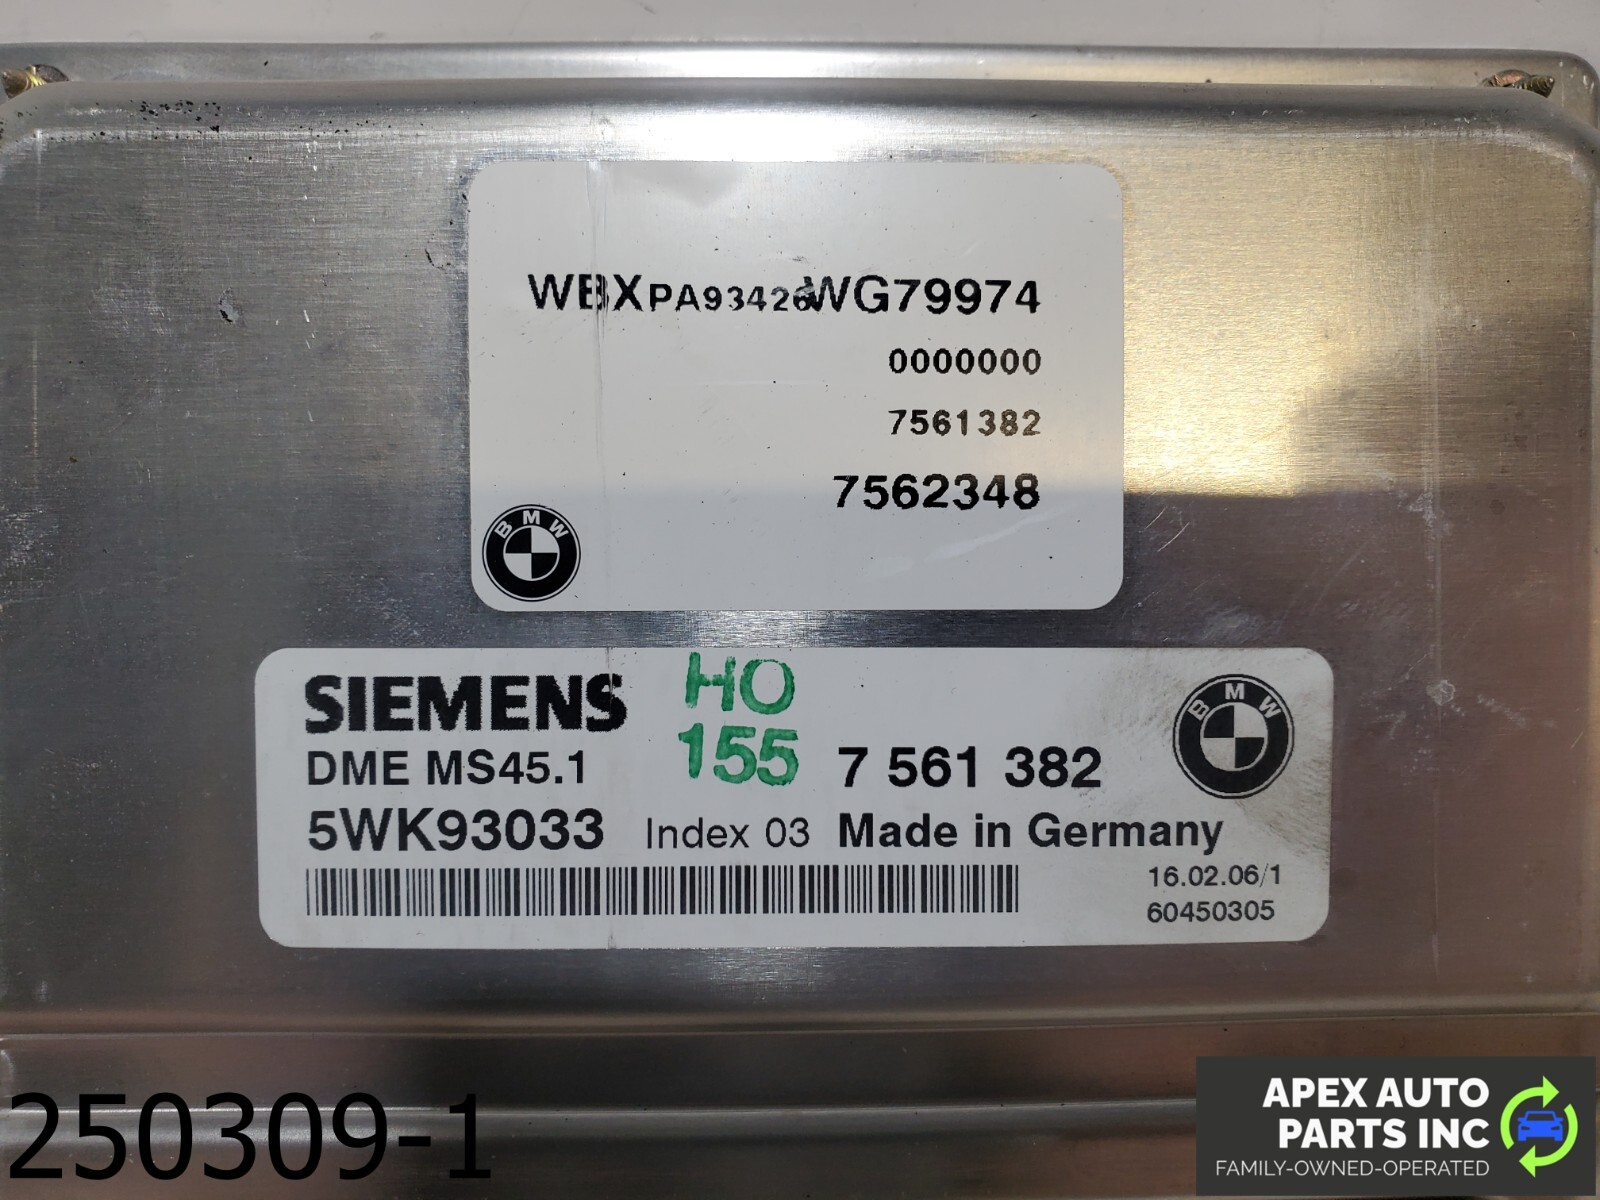 WBXPA93426WG79974
0000000
7561382
7562348
BMW
SIEMENS HO BMW
DME MS45.1 155 7 561 382
5WK93033 Index 03 Made in Germany
16.02.06/1
60450305
250309-1
APEX AUTO
PARTS INC
FAMILY-OWNED-OPERATED